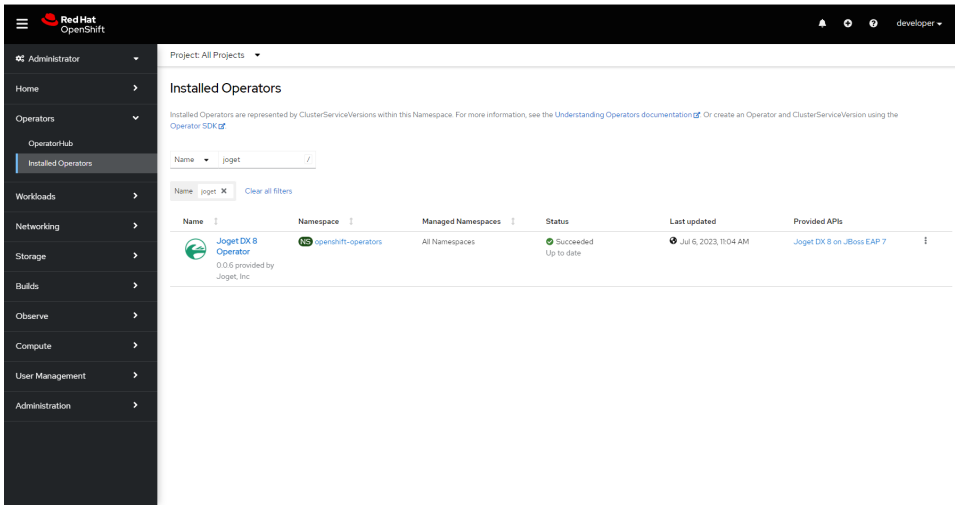 Red Hat
OpenShift
developer
Administrator
Home
Operators
OperatorHub
Installed Operators
Workloads
Networking
Storage
Builds
Observe
Compute
User Management
Administration
Project: All Projects
Installed Operators
Installed Operators are represented by ClusterServiceVersions within this Namespace. For more information, see the Understanding Operators documentation. Or create an Operator and ClusterServiceVersion using the
Operator SDK.
Name joget /
Name joget Clear all filters
Name Namespace Managed Namespaces Status Last updated Provided APIs
Joget DX 8 NS openshift-operators All Namespaces Succeeded Jul 6, 2023, 11:04 AM Joget DX 8 on JBoss EAP 7
Operator Up to date
0.0.6 provided by
Joget, Inc